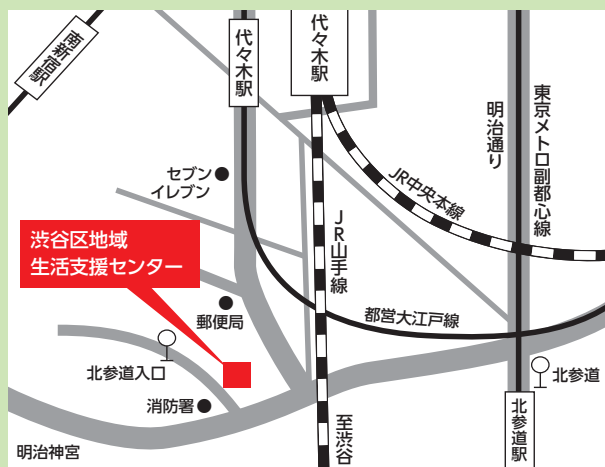 南新宿駅
代々木駅
代々木駅
東京メトロ副都心線
明治通り
セブン
イレブン
JR中央本線
渋谷区地域
生活支援センター
JR山手線
郵便局
都営大江戸線
北参道入口
北参道
消防署
北参道駅
至渋谷
明治神宮